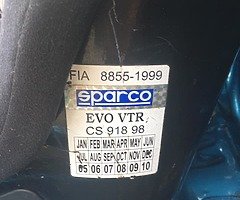 FIA 8855-1999
sparco
EVO VTR
CS 918 98
JAN FEB MAR APR MAY JUN
JUL AUG SEP OCT NOV DEC
05 06 07 08 09 10